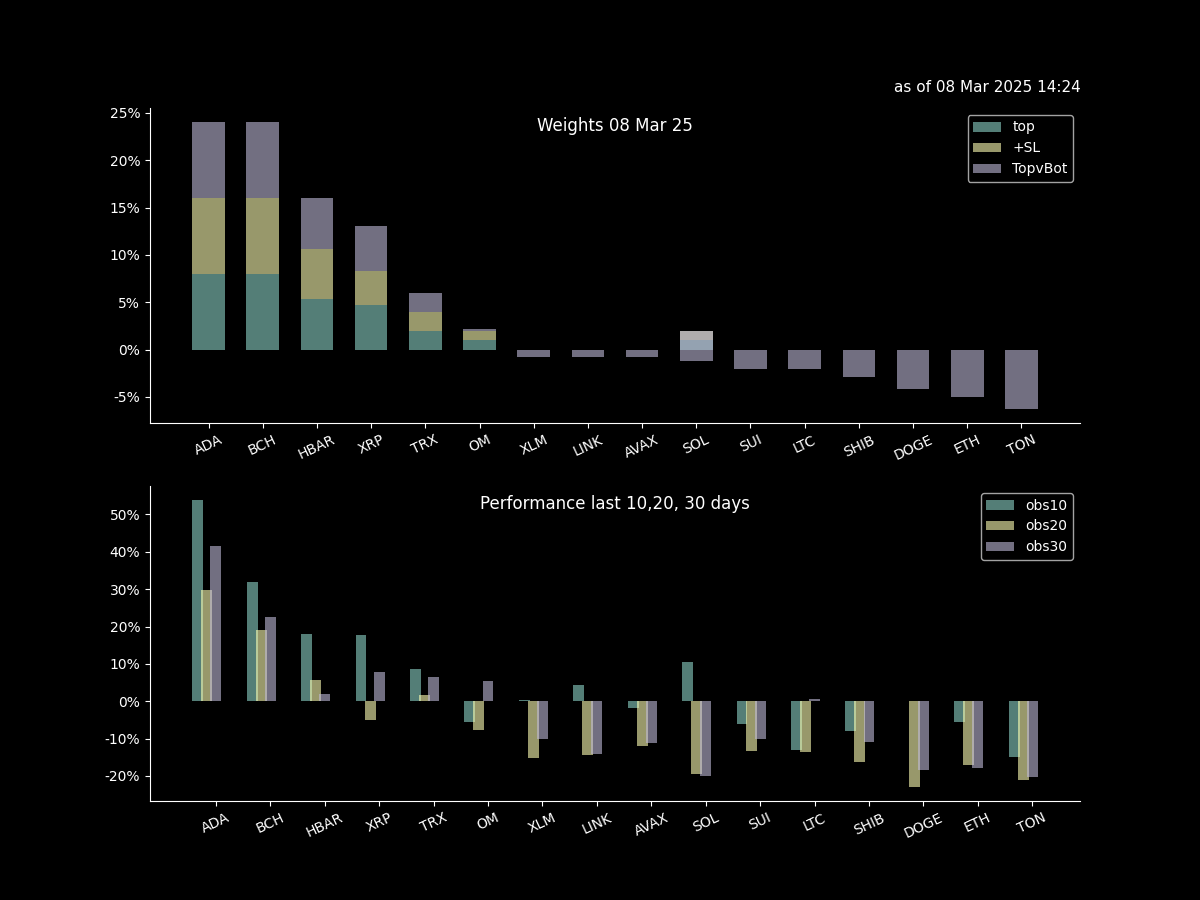 as of 08 Mar 2025 14:24
Weights 08 Mar 25
top
+SL
TopvBot
25%
20%
15%
10%
5%
0%
-5%
ADA BCH HBAR XRP TRX OM XLM LINK AVAX SOL SUI LTC SHIB DOGE ETH TON
Performance last 10,20, 30 days
obs10
obs20
obs30
50%
40%
30%
20%
10%
0%
-10%
-20%
ADA BCH HBAR XRP TRX OM XLM LINK AVAX SOL SUI LTC SHIB DOGE ETH TON